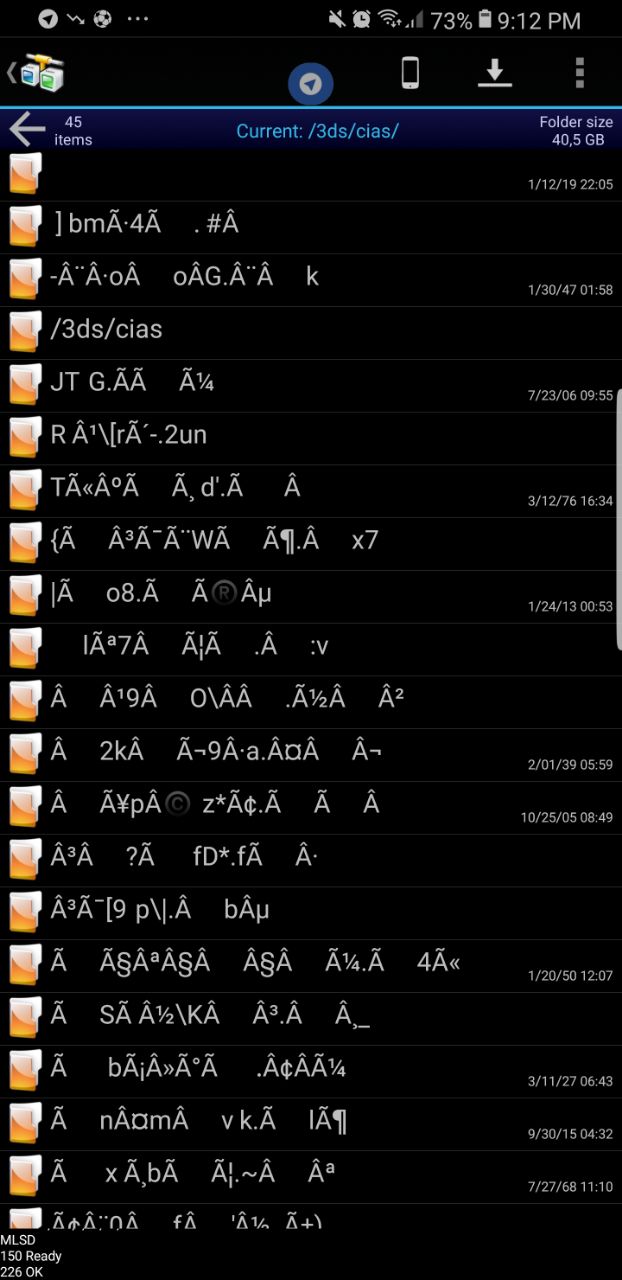 73% 9:12 PM
45 items
Current: /3ds/cias/
Folder size 40,5 GB
1/12/19 22:05
] bmÃ·4Ã . #Â
-Â¨Â·oÂ oÂG.Â¨Â k
1/30/47 01:58
/3ds/cias
JT G.ÃÃ Ã¼
7/23/06 09:55
R Â¹\[rÃ´-.2un
TÃ«ÂºÃ Ã¸ d'.Ã Â
3/12/76 16:34
{Ã Â³Ã¯Ã¨WÃ Ã¶.Â x7
|Ã o8.Ã Ã®Âµ
1/24/13 00:53
lÃª7Â Ã¦Ã .Â :v
Â Â¹9Â O\ÂÂ .Ã½Â Â²
Â 2kÂ Ã¬9Â·a.Â¤Â Â¬
2/01/39 05:59
Â Ã¥pÂ© z*Ã¢.Ã Ã Â
10/25/05 08:49
Â³Â ?Ã fD*.fÃ Â·
Â³Ã¯[9 p\|.Â bÂµ
Ã Ã§ÂªÂ§Â Â§Â Ã¼.Ã 4Ã«
1/20/50 12:07
Ã SÃ Â½\KÂ Â³.Â Â¸_
Ã bÃ¡Â»Ã°Ã .Â¢ÂÃ¼
3/11/27 06:43
Ã nÂ¤mÂ v k.Ã lÃ¶
9/30/15 04:32
Ã x Ã¸bÃ Ã¦.~Â Âª
7/27/68 11:10
MLSD
150 Ready
226 OK